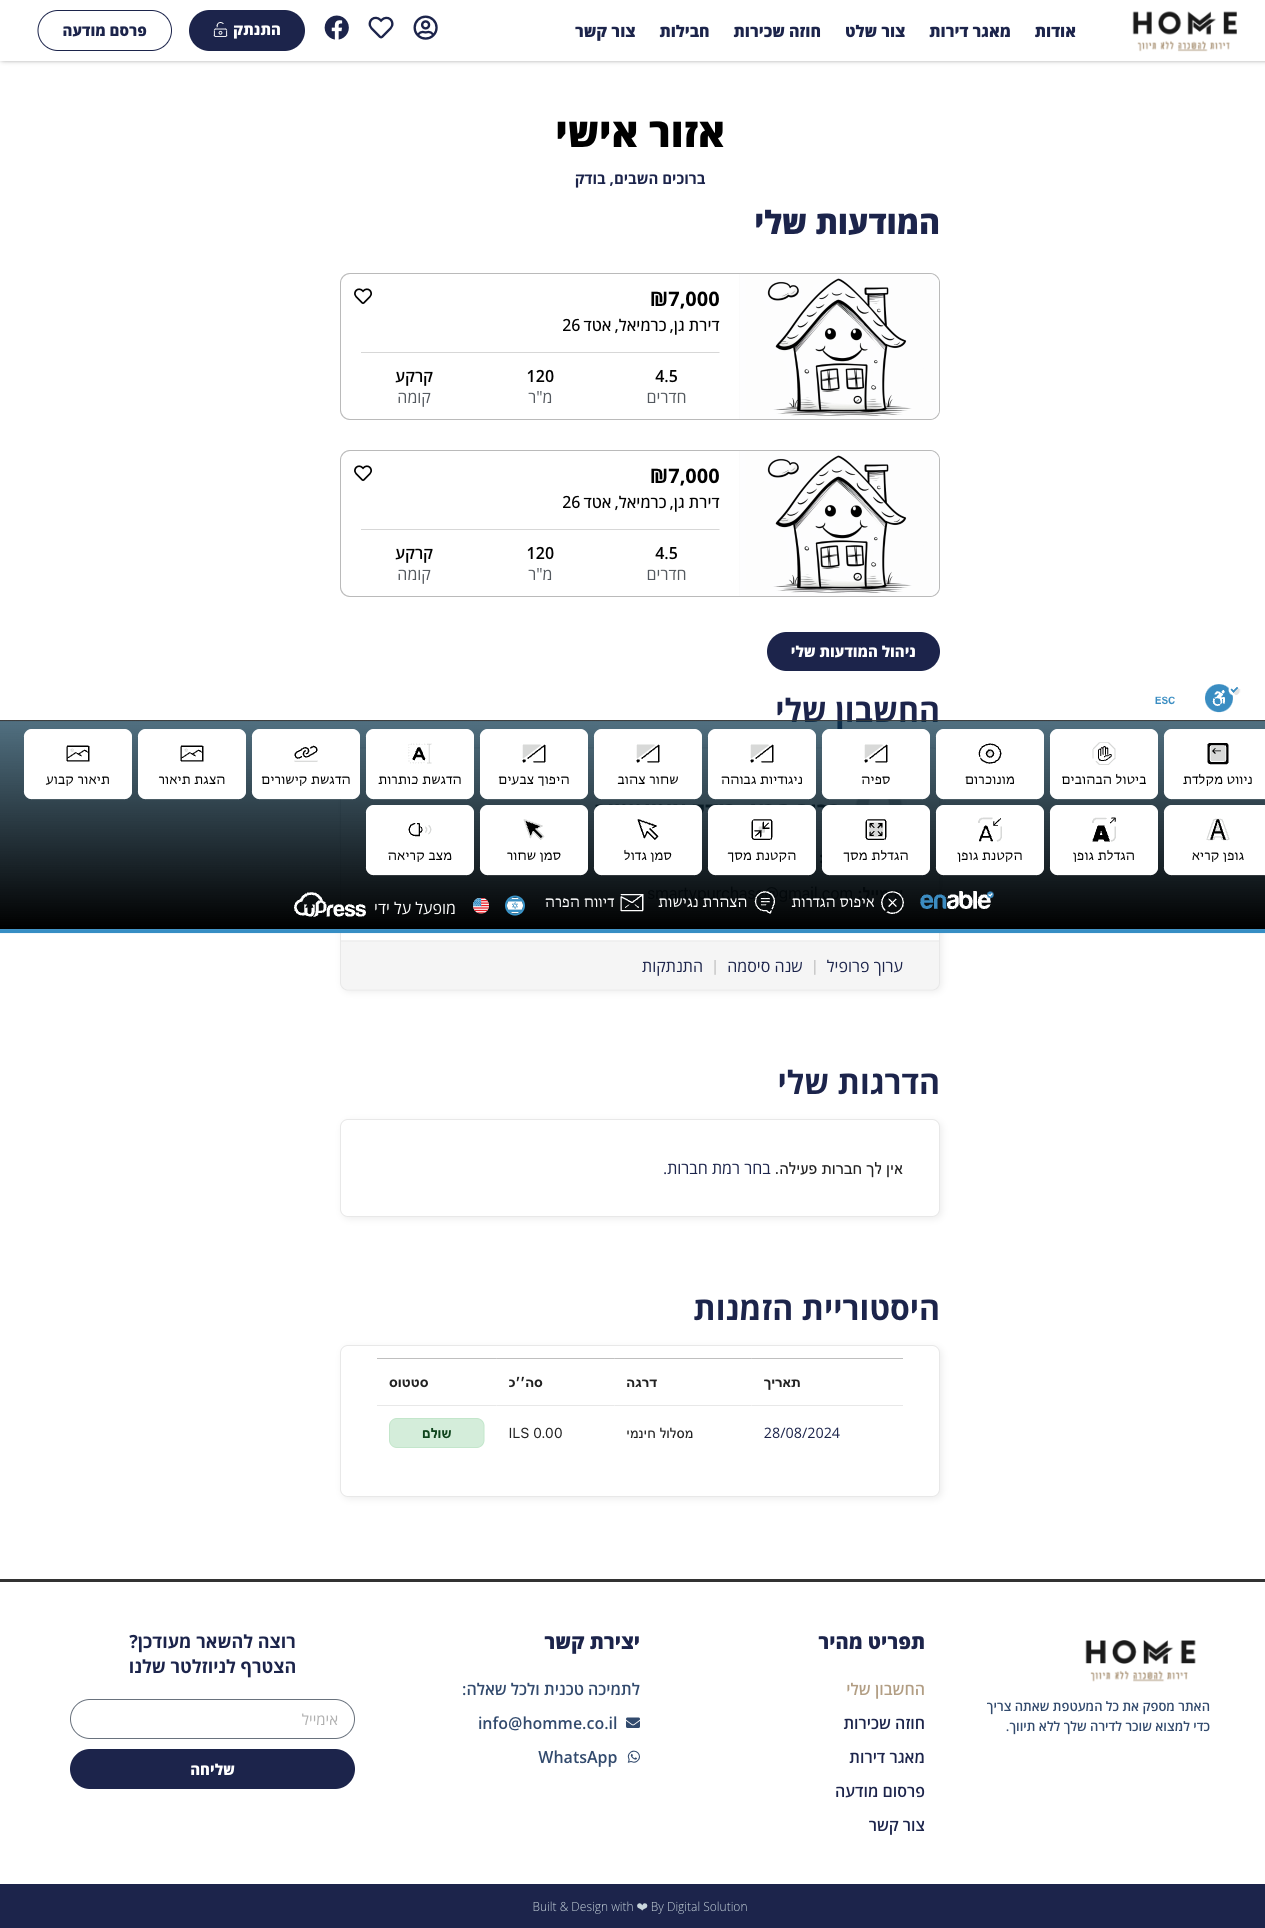 HOME
דירות להשכרה ללא תיווך
אודות
מאגר דירות
צור שלט
חוזה שכירות
חבילות
צור קשר
התנתק
פרסם מודעה
אזור אישי
ברוכים השבים, בודק
המודעות שלי
₪7,000
דירת גן, כרמיאל, אטד 26
4.5 120 קרקע
חדרים מ"ר קומה
₪7,000
דירת גן, כרמיאל, אטד 26
4.5 120 קרקע
חדרים מ"ר קומה
ניהול המודעות שלי
החשבון שלי
ESC
ניווט מקלדת
ביטול הבהובים
מונוכרום
ספיה
ניגודיות גבוהה
שחור צהוב
היפוך צבעים
הדגשת כותרות
הדגשת קישורים
הצגת תיאור
תיאור קבוע
גופן קריא
הגדלת גופן
הקטנת גופן
הגדלת מסך
הקטנת מסך
סמן גדול
סמן שחור
מצב קריאה
enable
איפוס הגדרות
הצהרת נגישות
דיווח הפרה
מופעל על ידי
uPress
ערוך פרופיל | שנה סיסמה | התנתקות
הדרגות שלי
אין לך חברות פעילה. בחר רמת חברות.
היסטוריית הזמנות
תאריך דרגה סה''כ סטטוס
28/08/2024 מסלול חינמי ILS 0.00 שולם
HOME
דירות להשכרה ללא תיווך
האתר מספק את כל המעטפת שאתה צריך
כדי למצוא שוכר לדירה שלך ללא תיווך.
תפריט מהיר
החשבון שלי
חוזה שכירות
מאגר דירות
פרסום מודעה
צור קשר
יצירת קשר
לתמיכה טכנית ולכל שאלה:
info@homme.co.il
WhatsApp
רוצה להשאר מעודכן?
הצטרף לניוזלטר שלנו
אימייל
שליחה
Built & Design with ❤ By Digital Solution